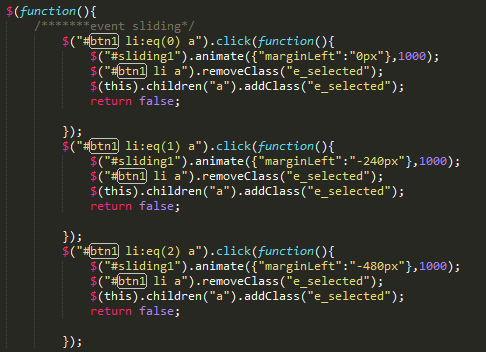 $(function(){
/*******event sliding*/
$("#btn1 li:eq(0) a").click(function(){
$("#sliding1").animate({"marginLeft":"0px"},1000);
$("#btn1 li a").removeClass("e_selected");
$(this).children("a").addClass("e_selected");
return false;
});
$("#btn1 li:eq(1) a").click(function(){
$("#sliding1").animate({"marginLeft":"-240px"},1000);
$("#btn1 li a").removeClass("e_selected");
$(this).children("a").addClass("e_selected");
return false;
});
$("#btn1 li:eq(2) a").click(function(){
$("#sliding1").animate({"marginLeft":"-480px"},1000);
$("#btn1 li a").removeClass("e_selected");
$(this).children("a").addClass("e_selected");
return false;
});